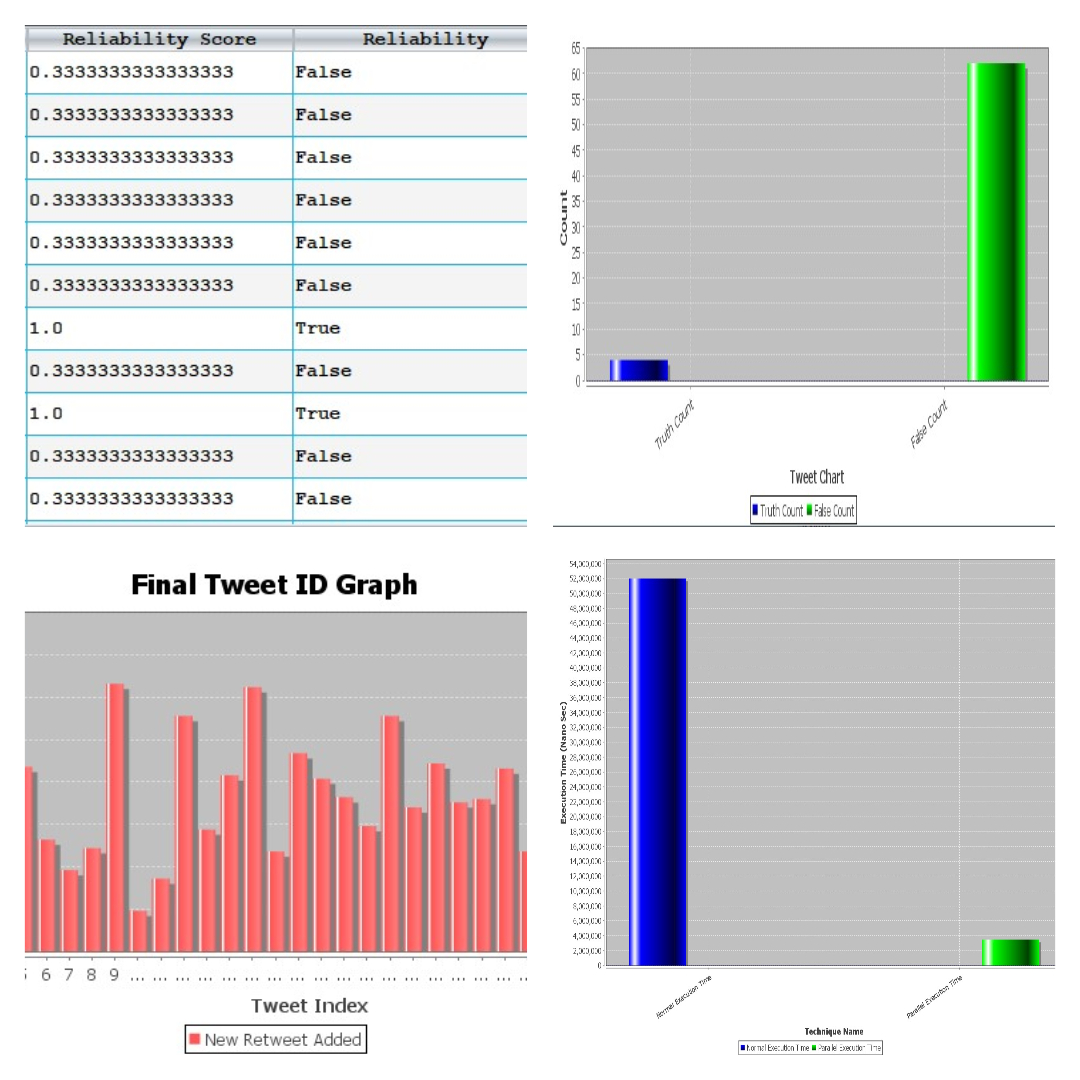 Reliability Score Reliability
0.3333333333333333 False
0.3333333333333333 False
0.3333333333333333 False
0.3333333333333333 False
0.3333333333333333 False
0.3333333333333333 False
1.0 True
0.3333333333333333 False
1.0 True
0.3333333333333333 False
0.3333333333333333 False
65
60
55
50
45
40
35
30
25
20
15
10
5
0
Count
Truth Count False Count
Tweet Chart
Truth Count False Count
Final Tweet ID Graph
6 7 8 9 ... ... ... ... ... ... ... ... ... ... ... ... ... ... ... ... ... ...
Tweet Index
New Retweet Added
54,000,000
52,000,000
50,000,000
48,000,000
46,000,000
44,000,000
42,000,000
40,000,000
38,000,000
36,000,000
34,000,000
32,000,000
30,000,000
28,000,000
26,000,000
24,000,000
22,000,000
20,000,000
18,000,000
16,000,000
14,000,000
12,000,000
10,000,000
8,000,000
6,000,000
4,000,000
2,000,000
0
Execution Time (Nano Sec)
Normal Execution Time Parallel Execution Time
Technique Name
Normal Execution Time Parallel Execution Time